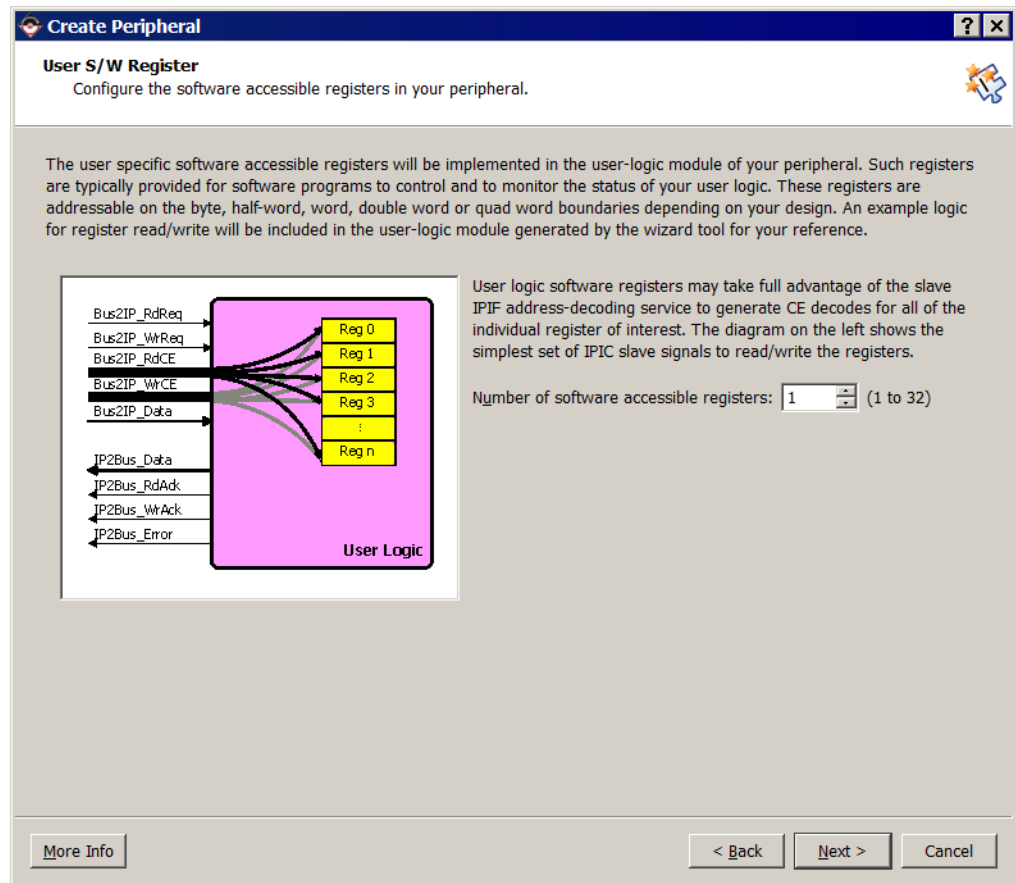 Create Peripheral
User S/W Register
Configure the software accessible registers in your peripheral.
The user specific software accessible registers will be implemented in the user-logic module of your peripheral. Such registers
are typically provided for software programs to control and to monitor the status of your user logic. These registers are
addressable on the byte, half-word, word, double word or quad word boundaries depending on your design. An example logic
for register read/write will be included in the user-logic module generated by the wizard tool for your reference.
Bus2IP_RdReq
Bus2IP_WrReq
Bus2IP_RdCE
Bus2IP_WrCE
Bus2IP_Data
IP2Bus_Data
IP2Bus_RdAck
IP2Bus_WrAck
IP2Bus_Error
Reg 0
Reg 1
Reg 2
Reg 3
:
Reg n
User Logic
User logic software registers may take full advantage of the slave
IPIF address-decoding service to generate CE decodes for all of the
individual register of interest. The diagram on the left shows the
simplest set of IPIC slave signals to read/write the registers.
Number of software accessible registers: 1 (1 to 32)
More Info
< Back
Next >
Cancel